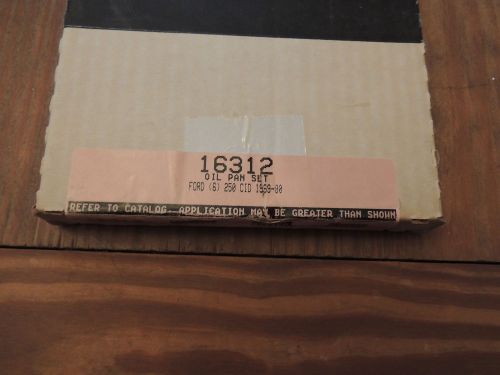 16312
OIL PAN SET
FORD (6) 250 CID 1969-80
REFER TO CATALOG. APPLICATION MAY BE GREATER THAN SHOWN